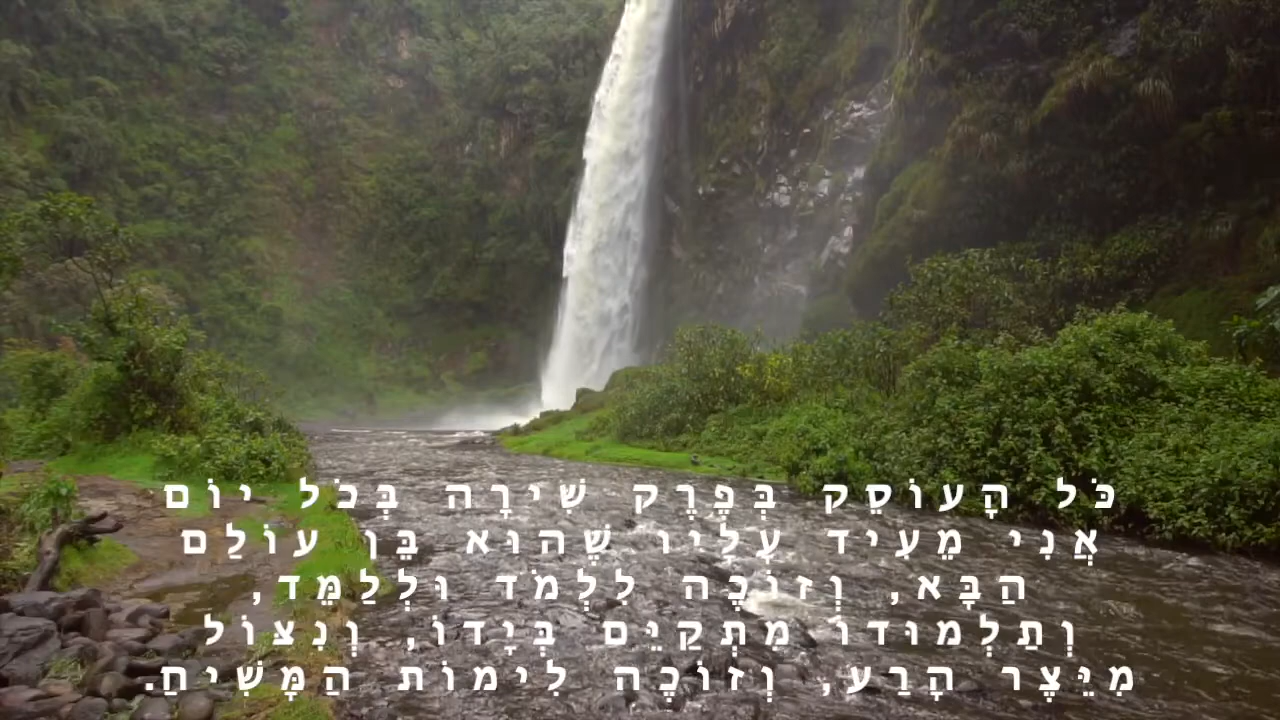 כֹּל הָעוֹסֵק בְּפֶרֶק שִׁירָה בְּכֹל יוֹם
אֲנִי מֵעִיד עָלָיו שֶׁהוּא בֵּן עוֹלַם
הַבָּא, וְזוֹכֶה לִלְמֹד וּלְלַמֵּד,
וְתַלְמוּדוֹ מִתְקַיֵּם בְּיָדוֹ, וְנִצּוֹל
מִיֵּצֶר הָרַע, וְזוֹכֶה לִימוֹת הַמָּשִׁיחַ.